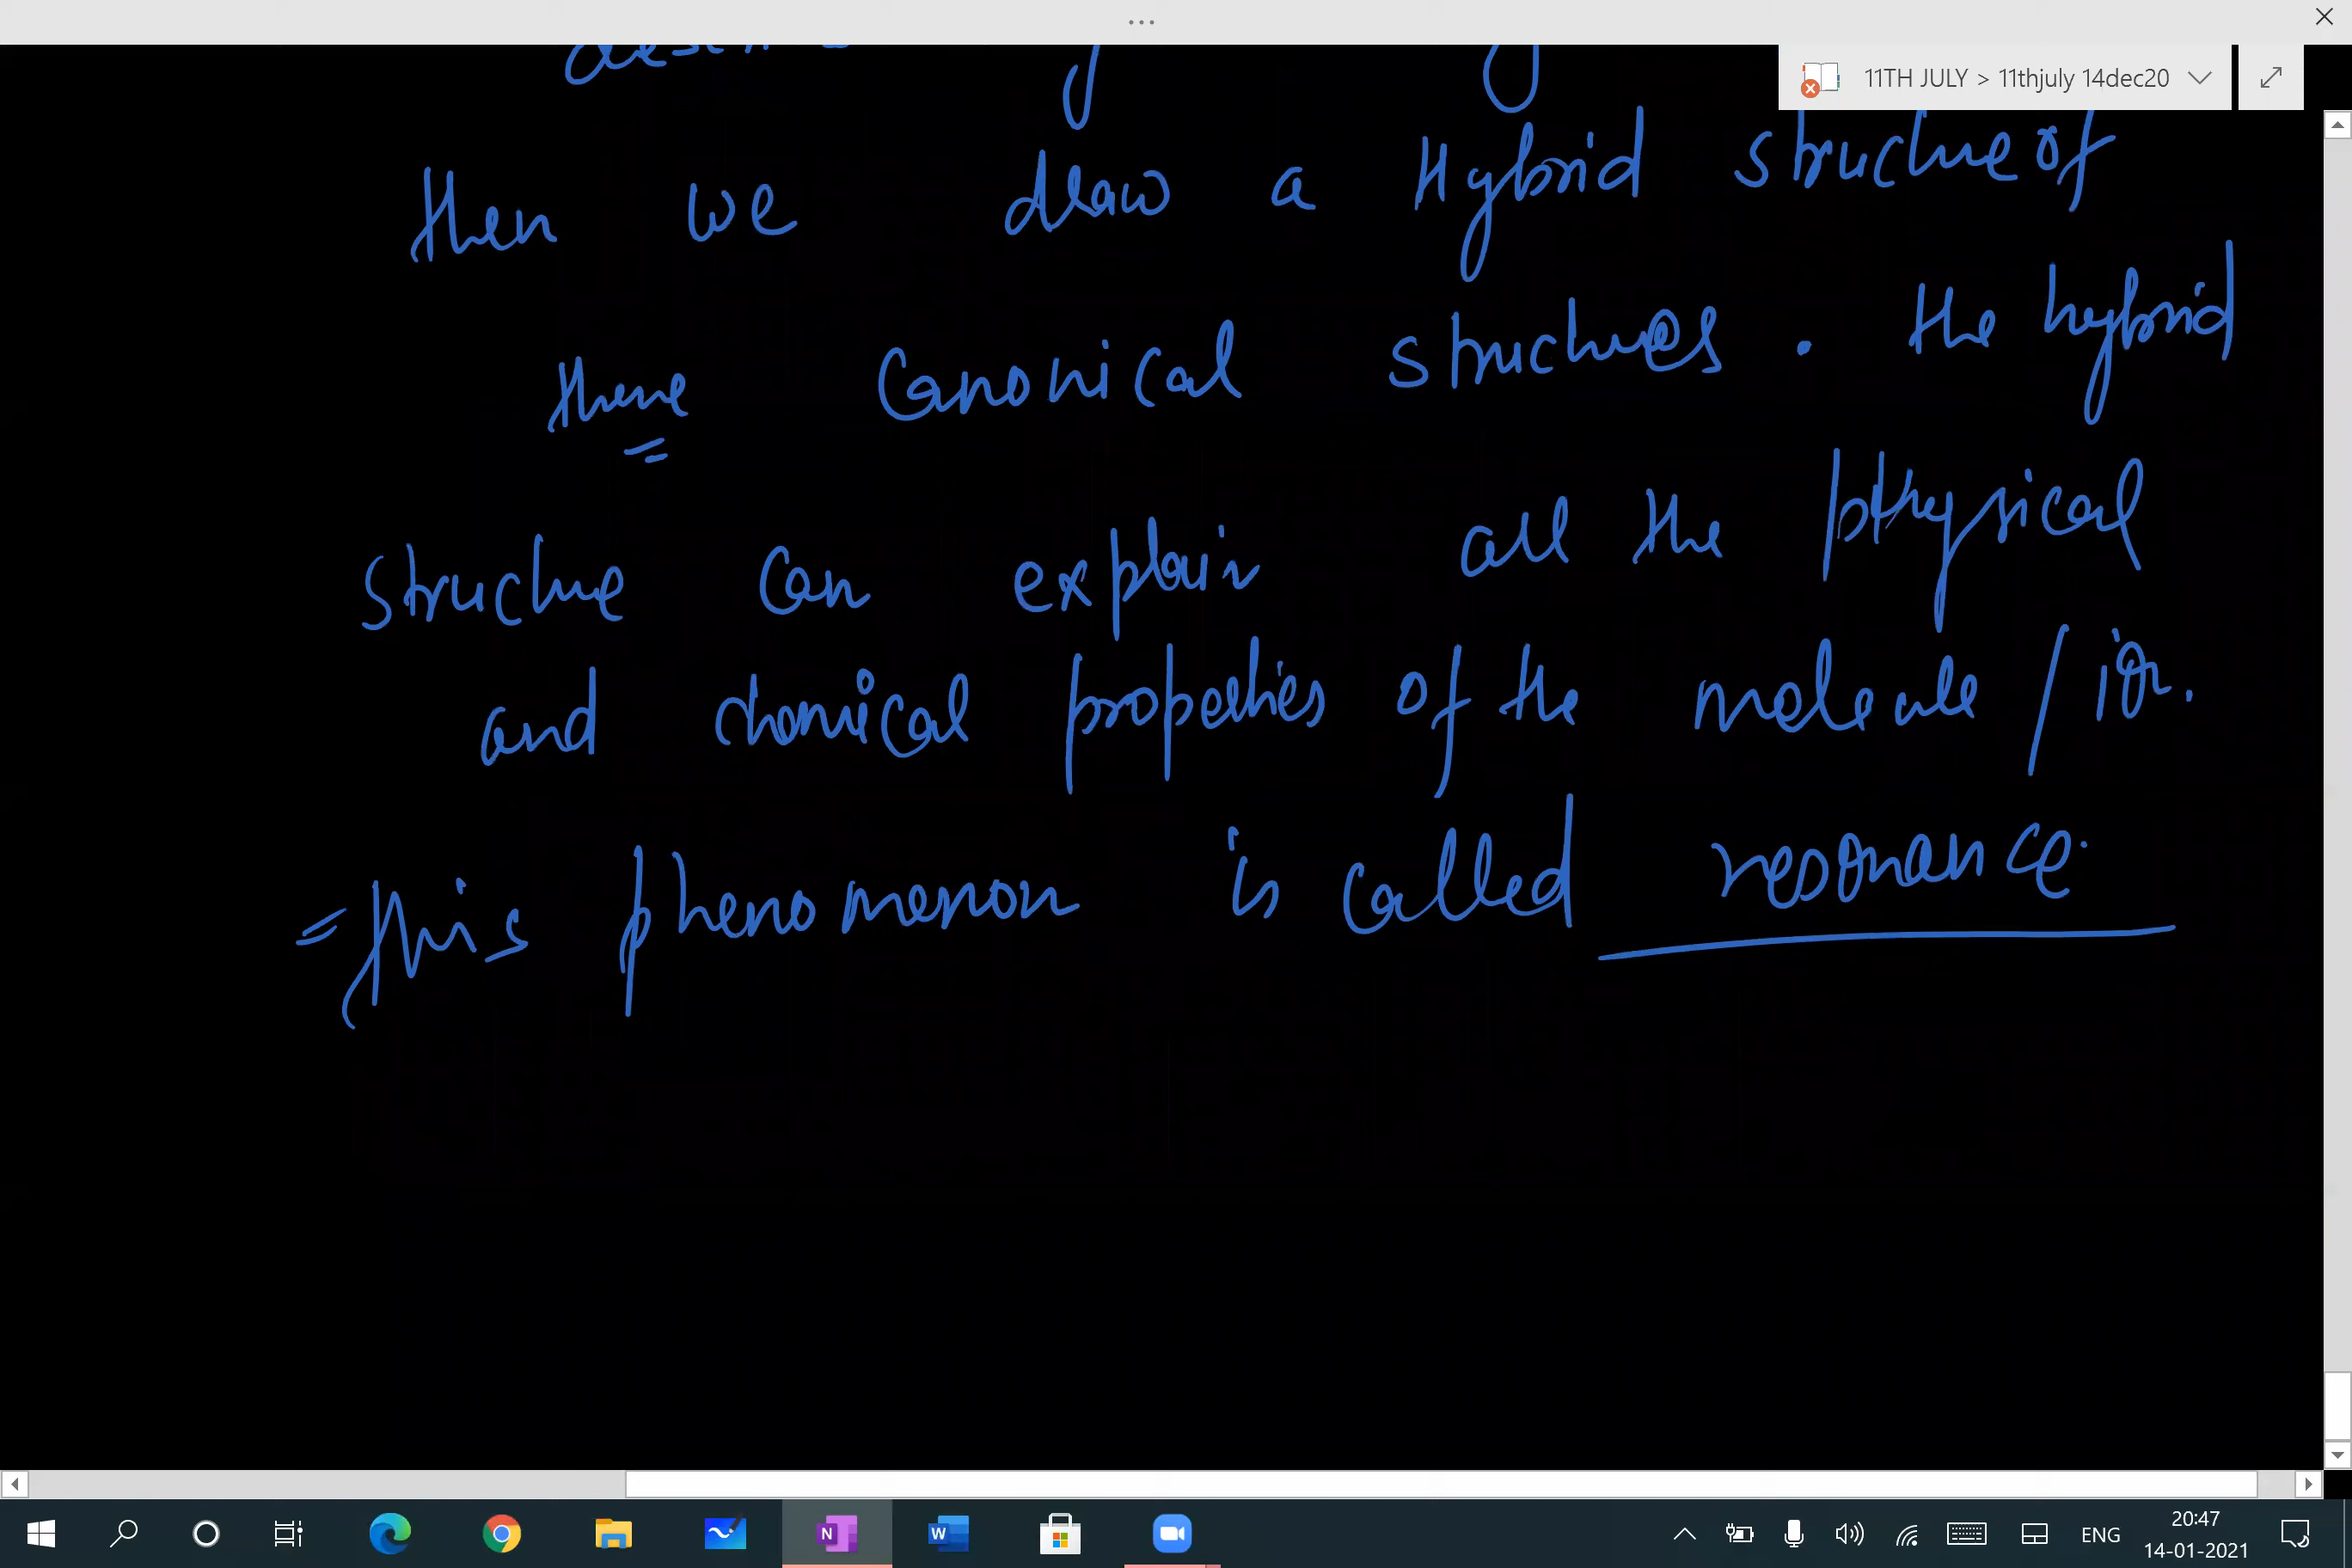 11TH JULY > 11thjuly 14dec20
then we draw a Hybrid structure of
there canonical structures. the hybrid
structure can explain all the physical
and chemical properties of the molecule / ion.
= This phenomenon is called resonance.
ENG
20:47
14-01-2021